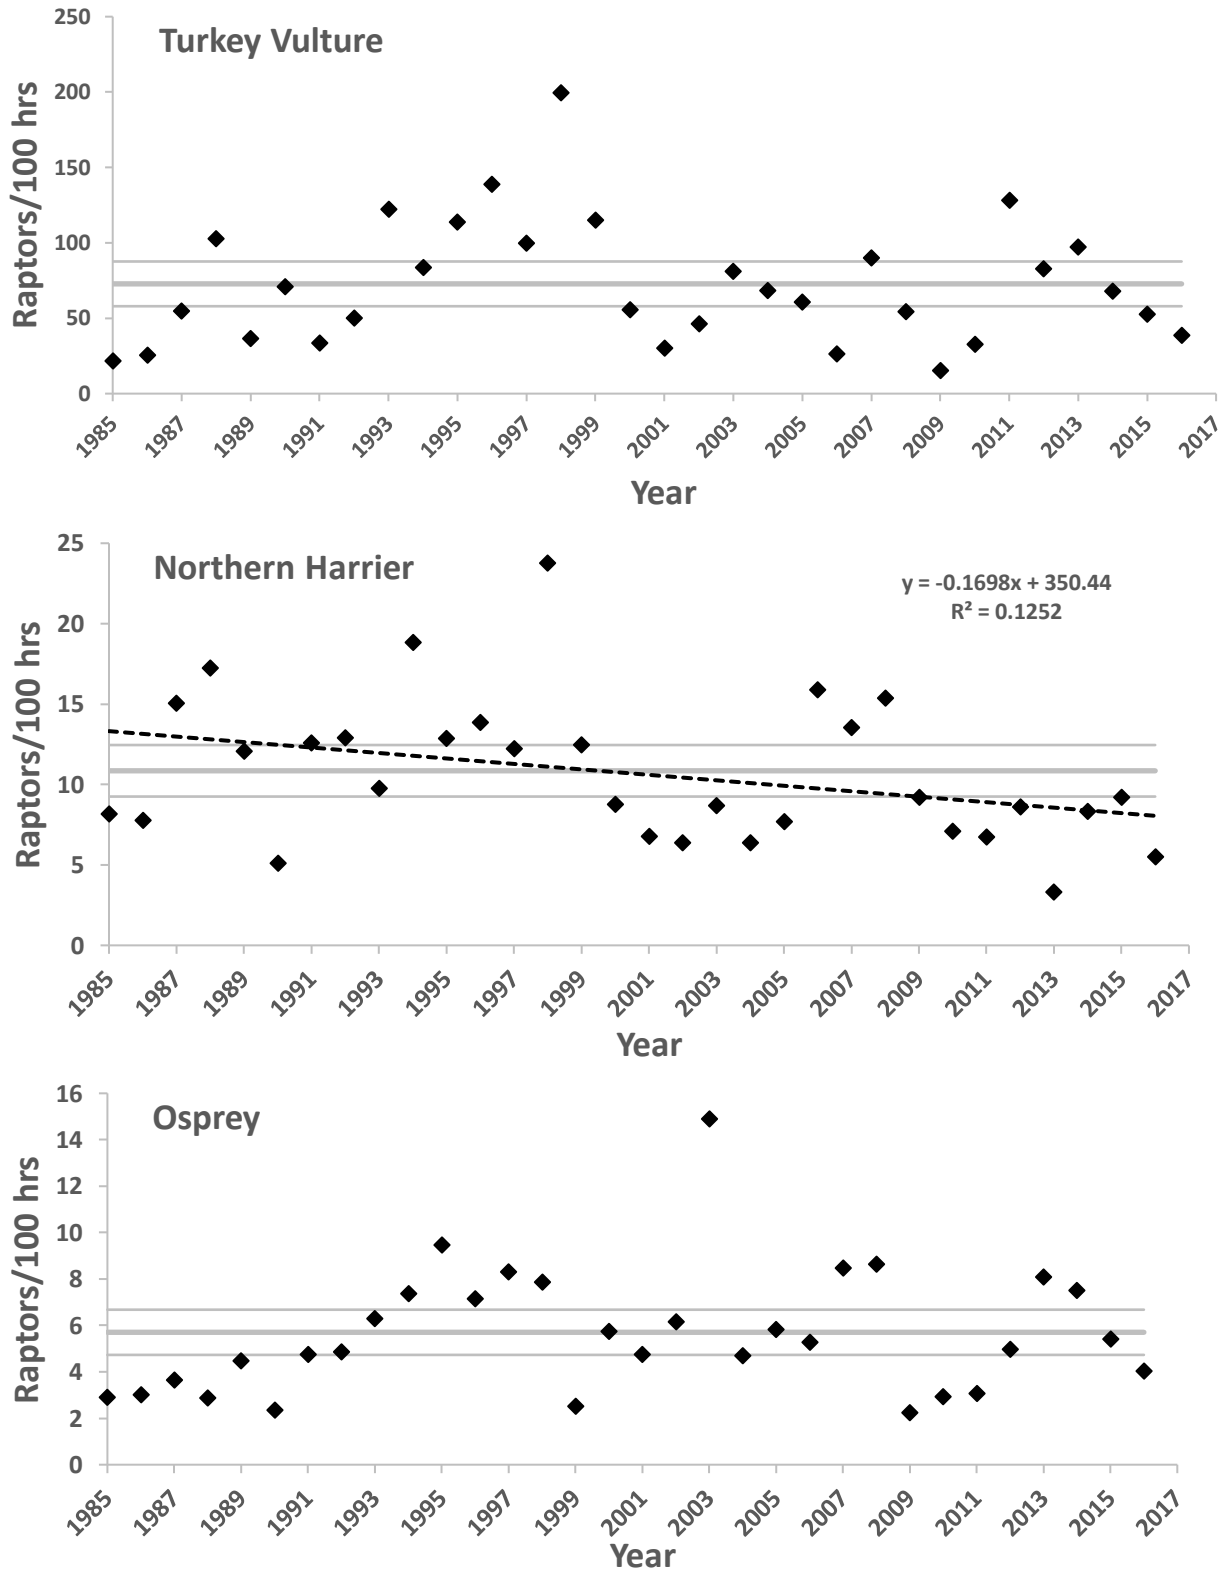 Turkey Vulture
Raptors/100 hrs
250
200
150
100
50
0
1985 1987 1989 1991 1993 1995 1997 1999 2001 2003 2005 2007 2009 2011 2013 2015 2017
Year
Northern Harrier
y = -0.1698x + 350.44
R² = 0.1252
Raptors/100 hrs
25
20
15
10
5
0
1985 1987 1989 1991 1993 1995 1997 1999 2001 2003 2005 2007 2009 2011 2013 2015 2017
Year
Osprey
Raptors/100 hrs
16
14
12
10
8
6
4
2
0
1985 1987 1989 1991 1993 1995 1997 1999 2001 2003 2005 2007 2009 2011 2013 2015 2017
Year